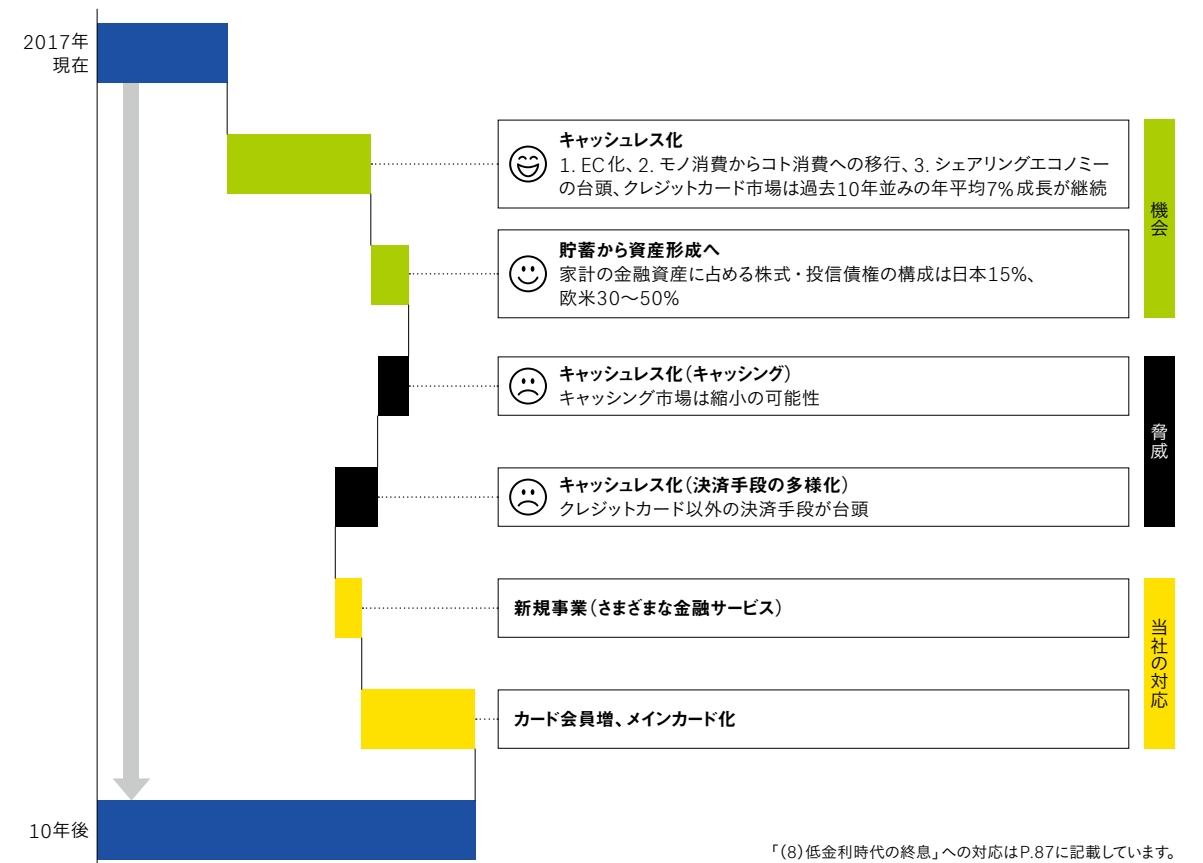 2017年
現在
キャッシュレス化
1. EC化、2. モノ消費からコト消費への移行、3. シェアリングエコノミー
の台頭、クレジットカード市場は過去10年並みの年平均7%成長が継続
貯蓄から資産形成へ
家計の金融資産に占める株式・投信債権の構成は日本15%、
欧米30～50%
機会
キャッシュレス化（キャッシング）
キャッシング市場は縮小の可能性
キャッシュレス化（決済手段の多様化）
クレジットカード以外の決済手段が台頭
脅威
新規事業（さまざまな金融サービス）
カード会員増、メインカード化
当社の対応
10年後
「（8）低金利時代の終息」への対応はP.87に記載しています。